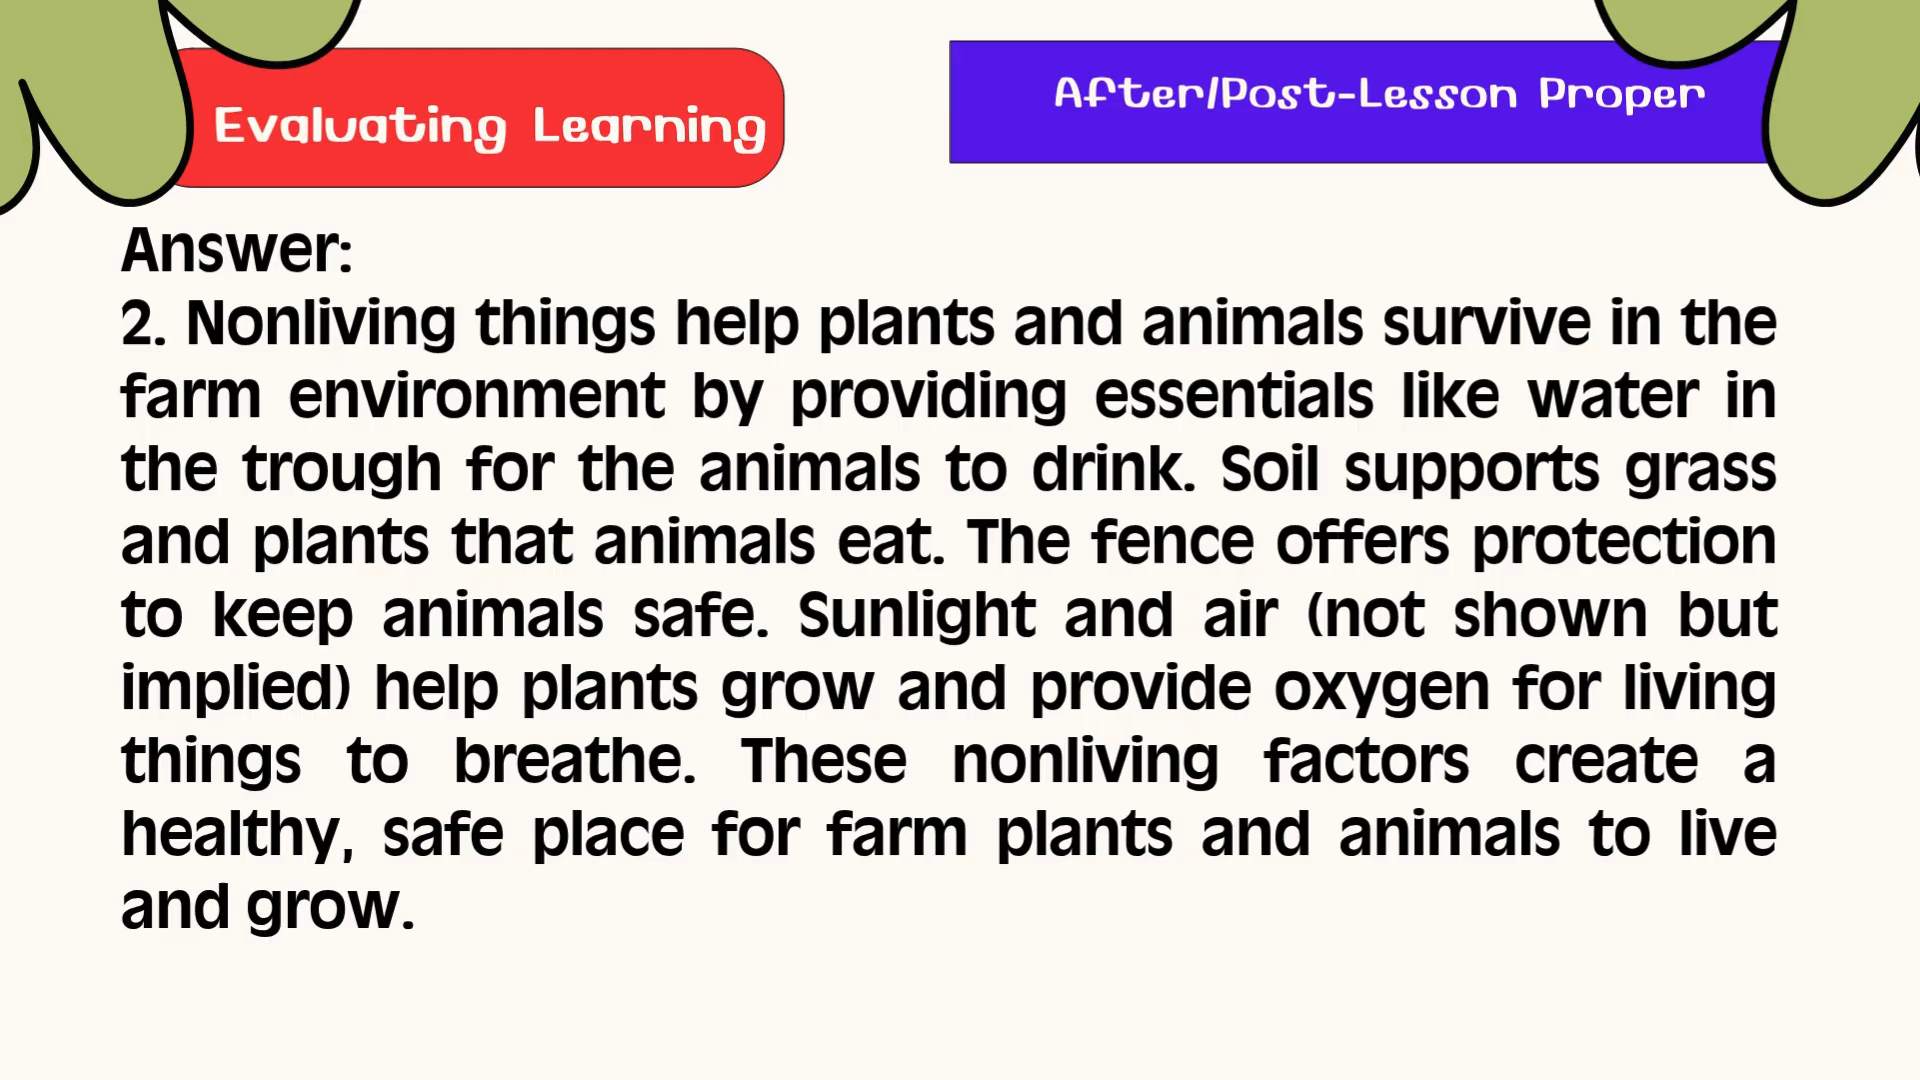 Evaluating Learning
After/Post-Lesson Proper
Answer:
2. Nonliving things help plants and animals survive in the
farm environment by providing essentials like water in
the trough for the animals to drink. Soil supports grass
and plants that animals eat. The fence offers protection
to keep animals safe. Sunlight and air (not shown but
implied) help plants grow and provide oxygen for living
things to breathe. These nonliving factors create a
healthy, safe place for farm plants and animals to live
and grow.